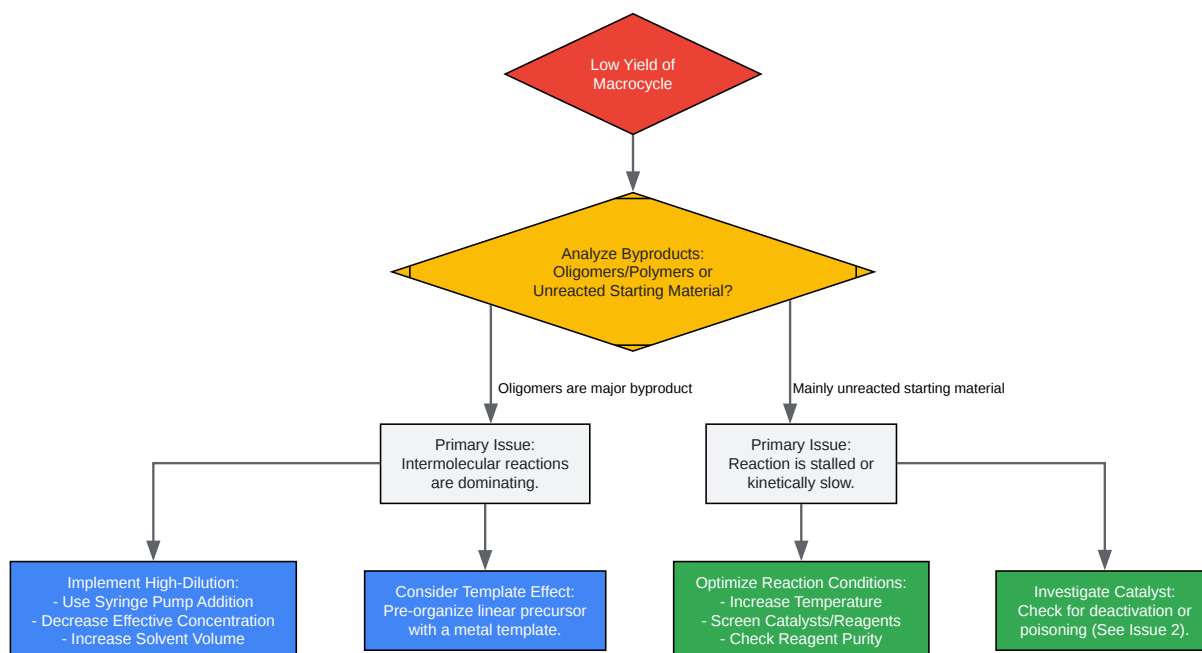 Low Yield of
Macrocycle
Analyze Byproducts:
Oligomers/Polymers or
Unreacted Starting Material?
Oligomers are major byproduct
Mainly unreacted starting material
Primary Issue:
Intermolecular reactions
are dominating.
Primary Issue:
Reaction is stalled or
kinetically slow.
Implement High-Dilution:
- Use Syringe Pump Addition
- Decrease Effective Concentration
- Increase Solvent Volume
Consider Template Effect:
Pre-organize linear precursor
with a metal template.
Optimize Reaction Conditions:
- Increase Temperature
- Screen Catalysts/Reagents
- Check Reagent Purity
Investigate Catalyst:
Check for deactivation or
poisoning (See Issue 2).